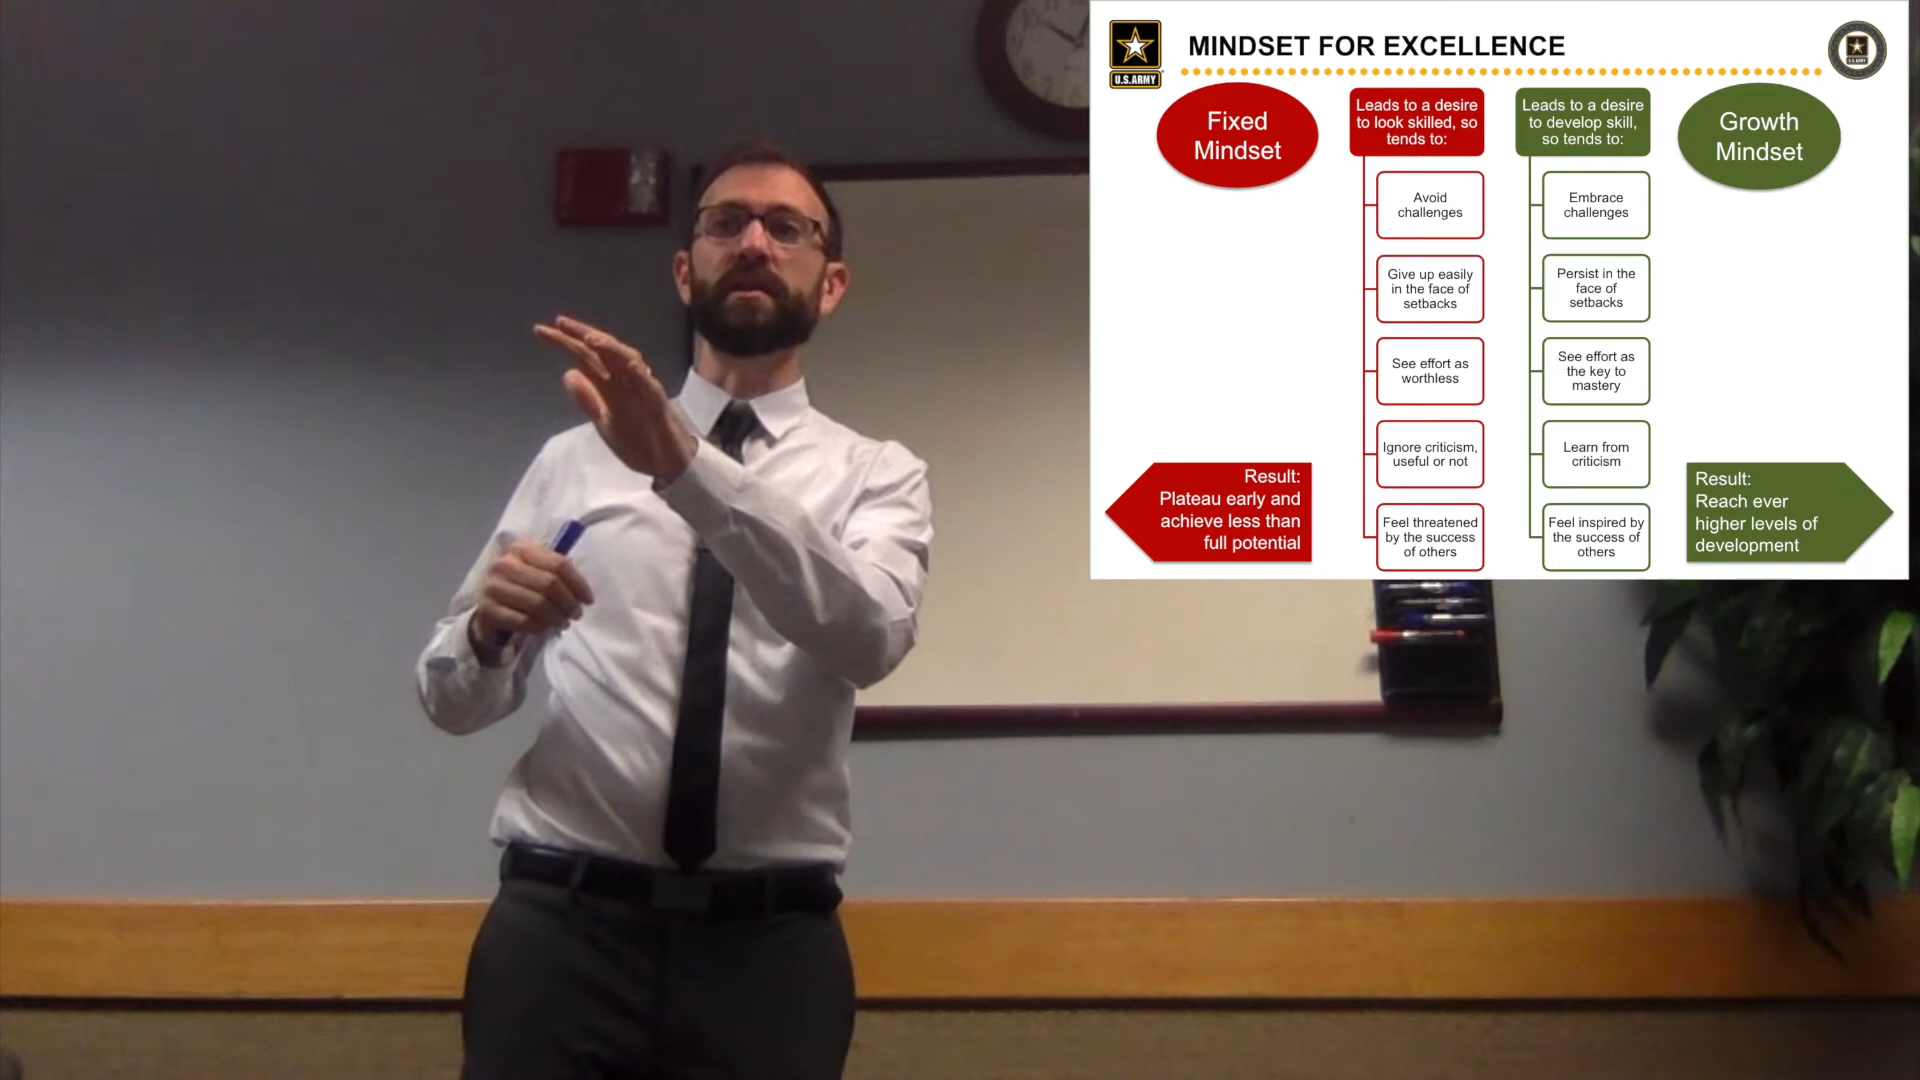 MINDSET FOR EXCELLENCE
U.S.ARMY
Fixed
Mindset
Leads to a desire
to look skilled, so
tends to:
Avoid
challenges
Give up easily
in the face of
setbacks
See effort as
worthless
Ignore criticism,
useful or not
Feel threatened
by the success
of others
Result:
Plateau early and
achieve less than
full potential
Leads to a desire
to develop skill,
so tends to:
Embrace
challenges
Persist in the
face of
setbacks
See effort as
the key to
mastery
Learn from
criticism
Feel inspired by
the success of
others
Growth
Mindset
Result:
Reach ever
higher levels of
development